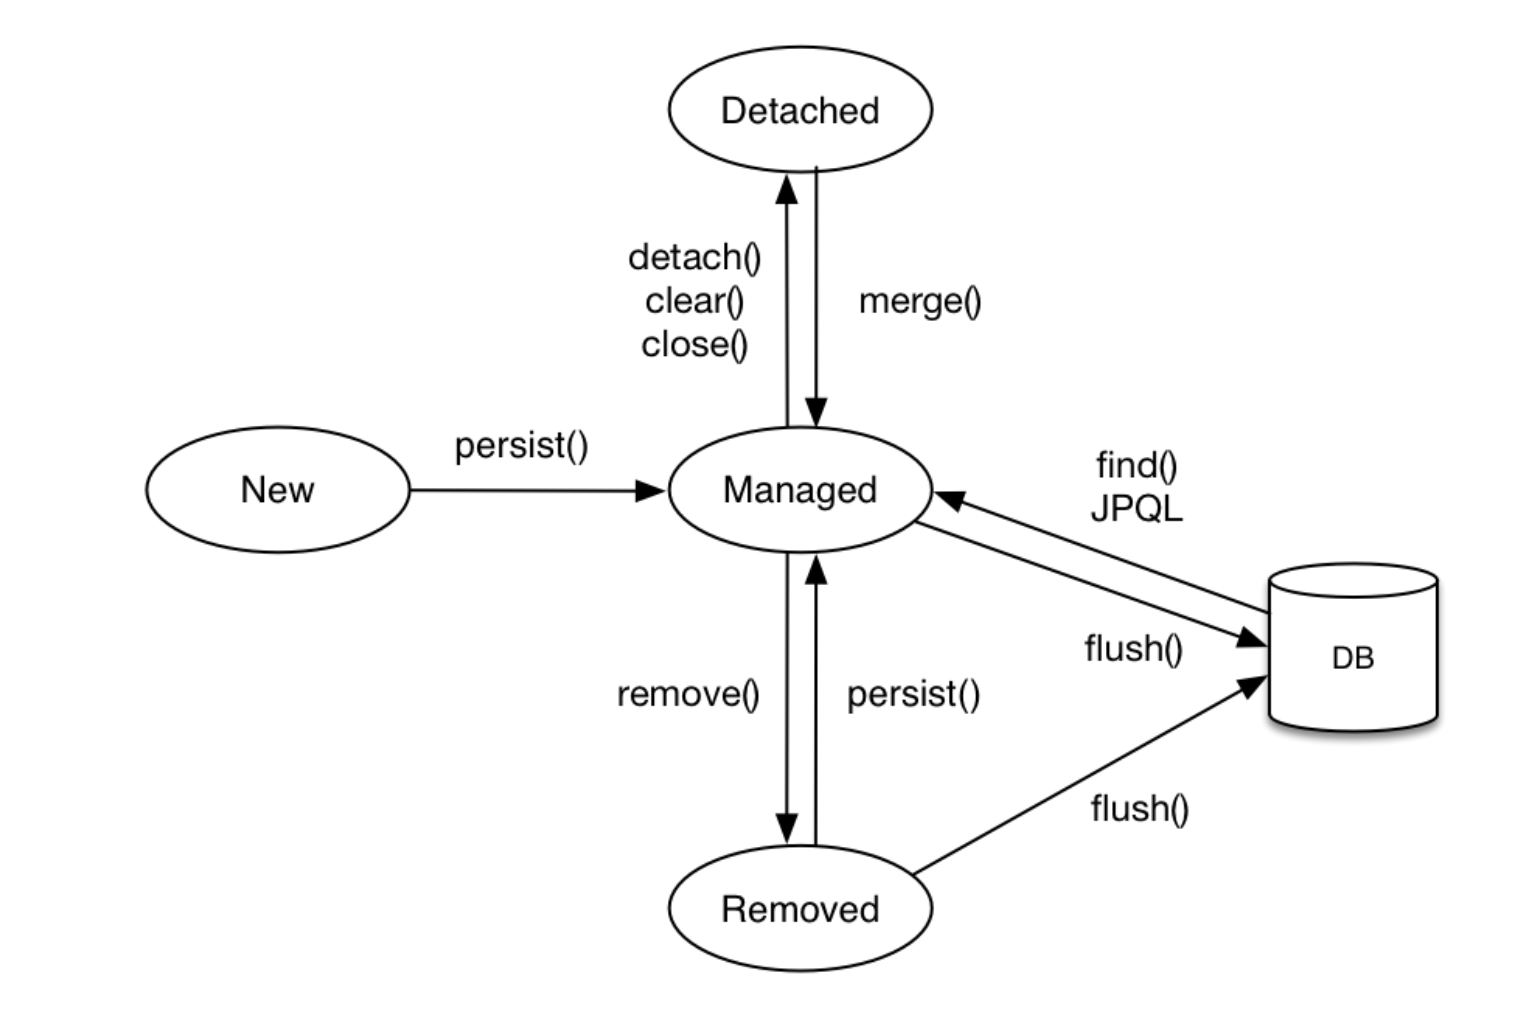 Detached
detach()
clear()
close()
merge()
New
persist()
Managed
find()
JPQL
flush()
DB
remove()
persist()
flush()
Removed